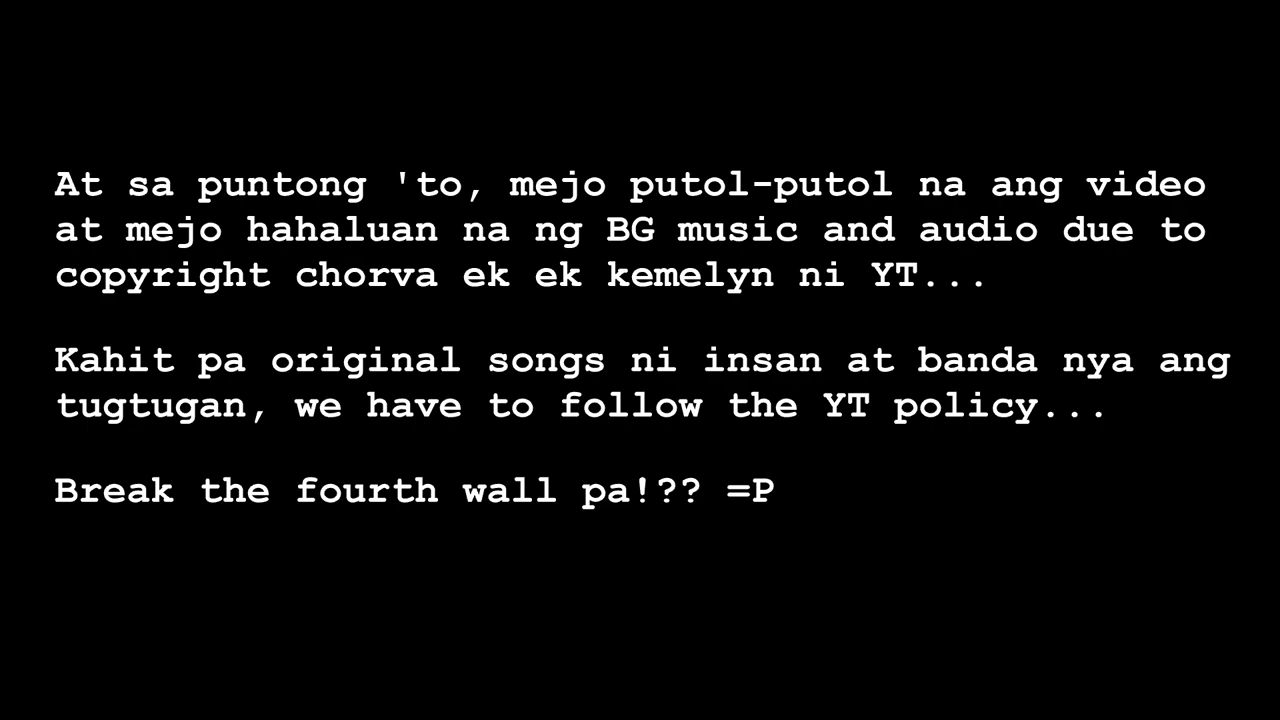 At sa puntong 'to, mejo putol-putol na ang video
at mejo hahaluan na ng BG music and audio due to
copyright chorva ek ek kemelyn ni YT...
Kahit pa original songs ni insan at banda nya ang
tugtugan, we have to follow the YT policy...
Break the fourth wall pa!?? =P